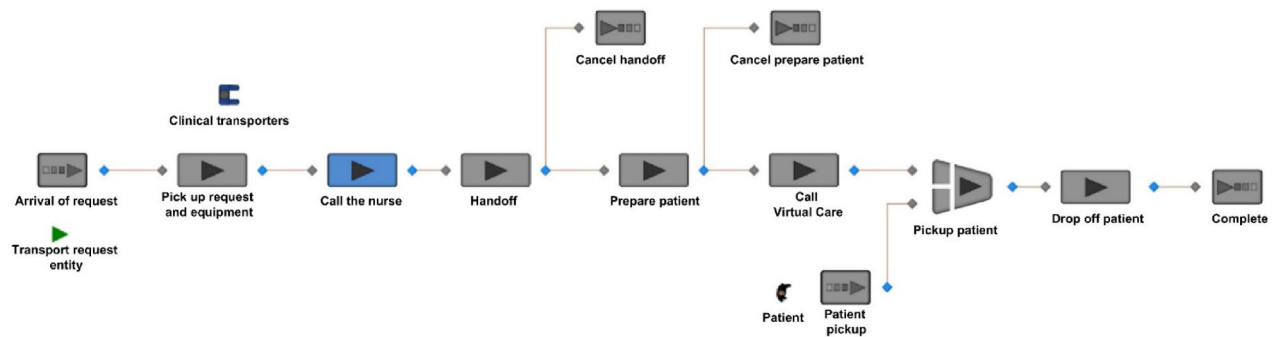 Cancel handoff
Cancel prepare patient
Clinical transporters
Arrival of request
Pick up request
and equipment
Call the nurse
Handoff
Prepare patient
Call
Virtual Care
Pickup patient
Drop off patient
Complete
Transport request
entity
Patient
Patient
pickup